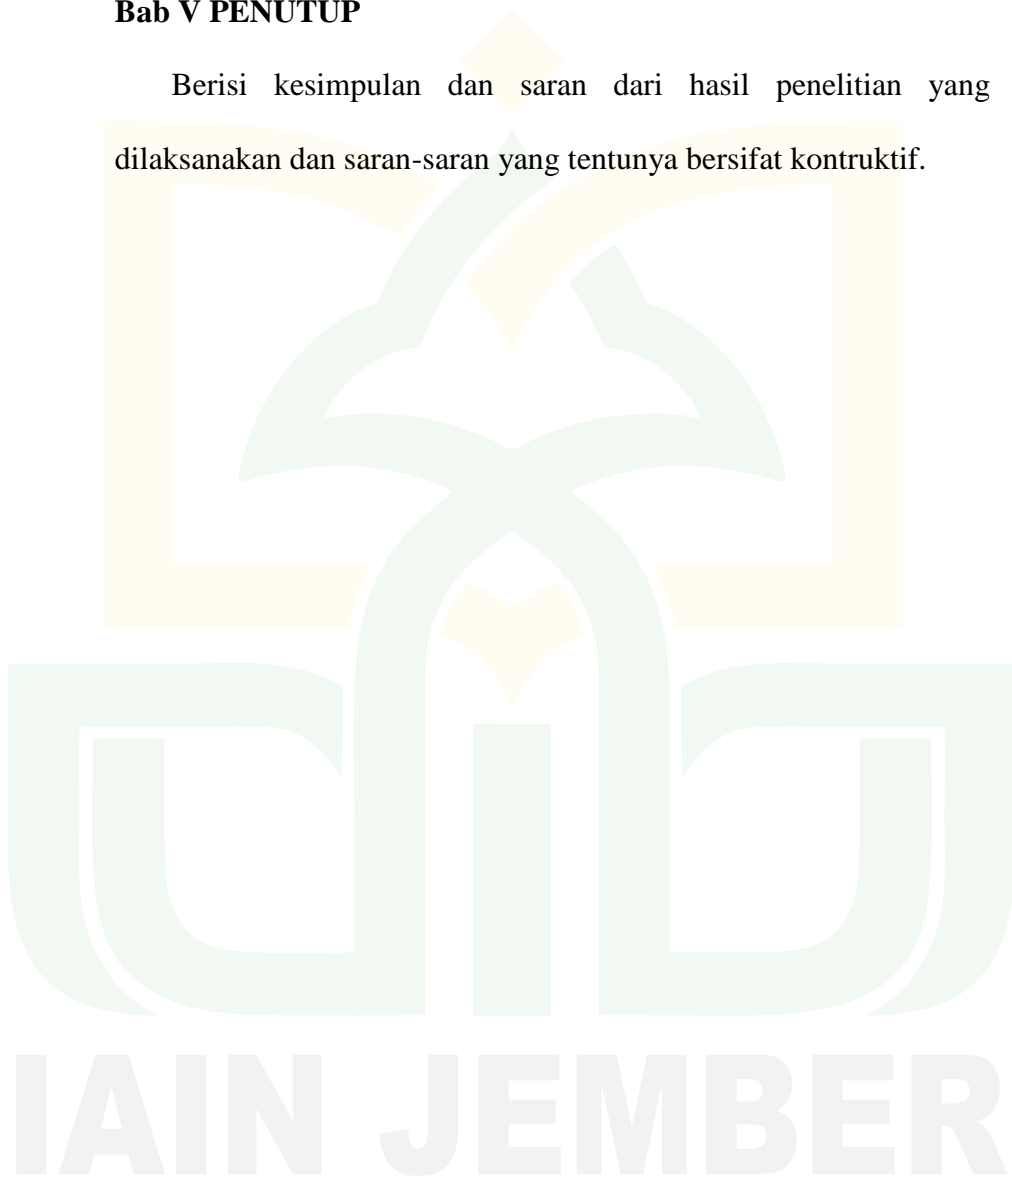 Bab V PENUTUP
Berisi kesimpulan dan saran dari hasil penelitian yang
dilaksanakan dan saran-saran yang tentunya bersifat kontruktif.
IAIN JEMBER